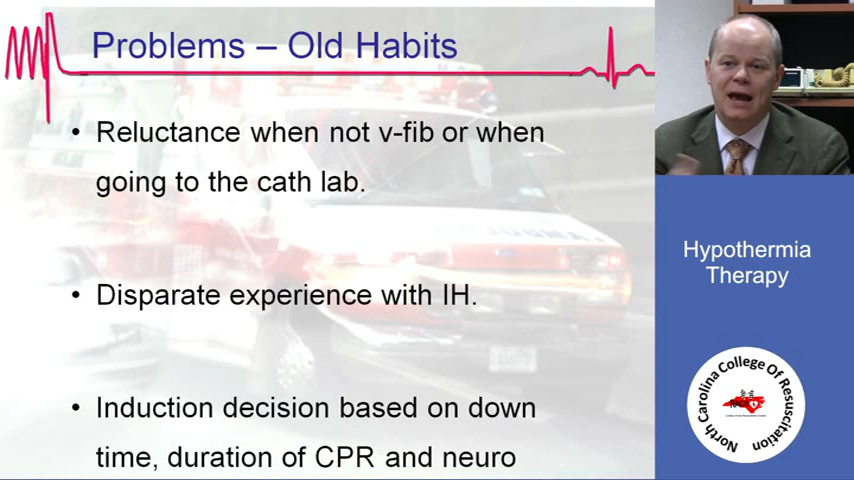 Problems – Old Habits
• Reluctance when not v-fib or when
going to the cath lab.
• Disparate experience with IH.
• Induction decision based on down
time, duration of CPR and neuro
Hypothermia
Therapy
North Carolina College Of Resuscitation